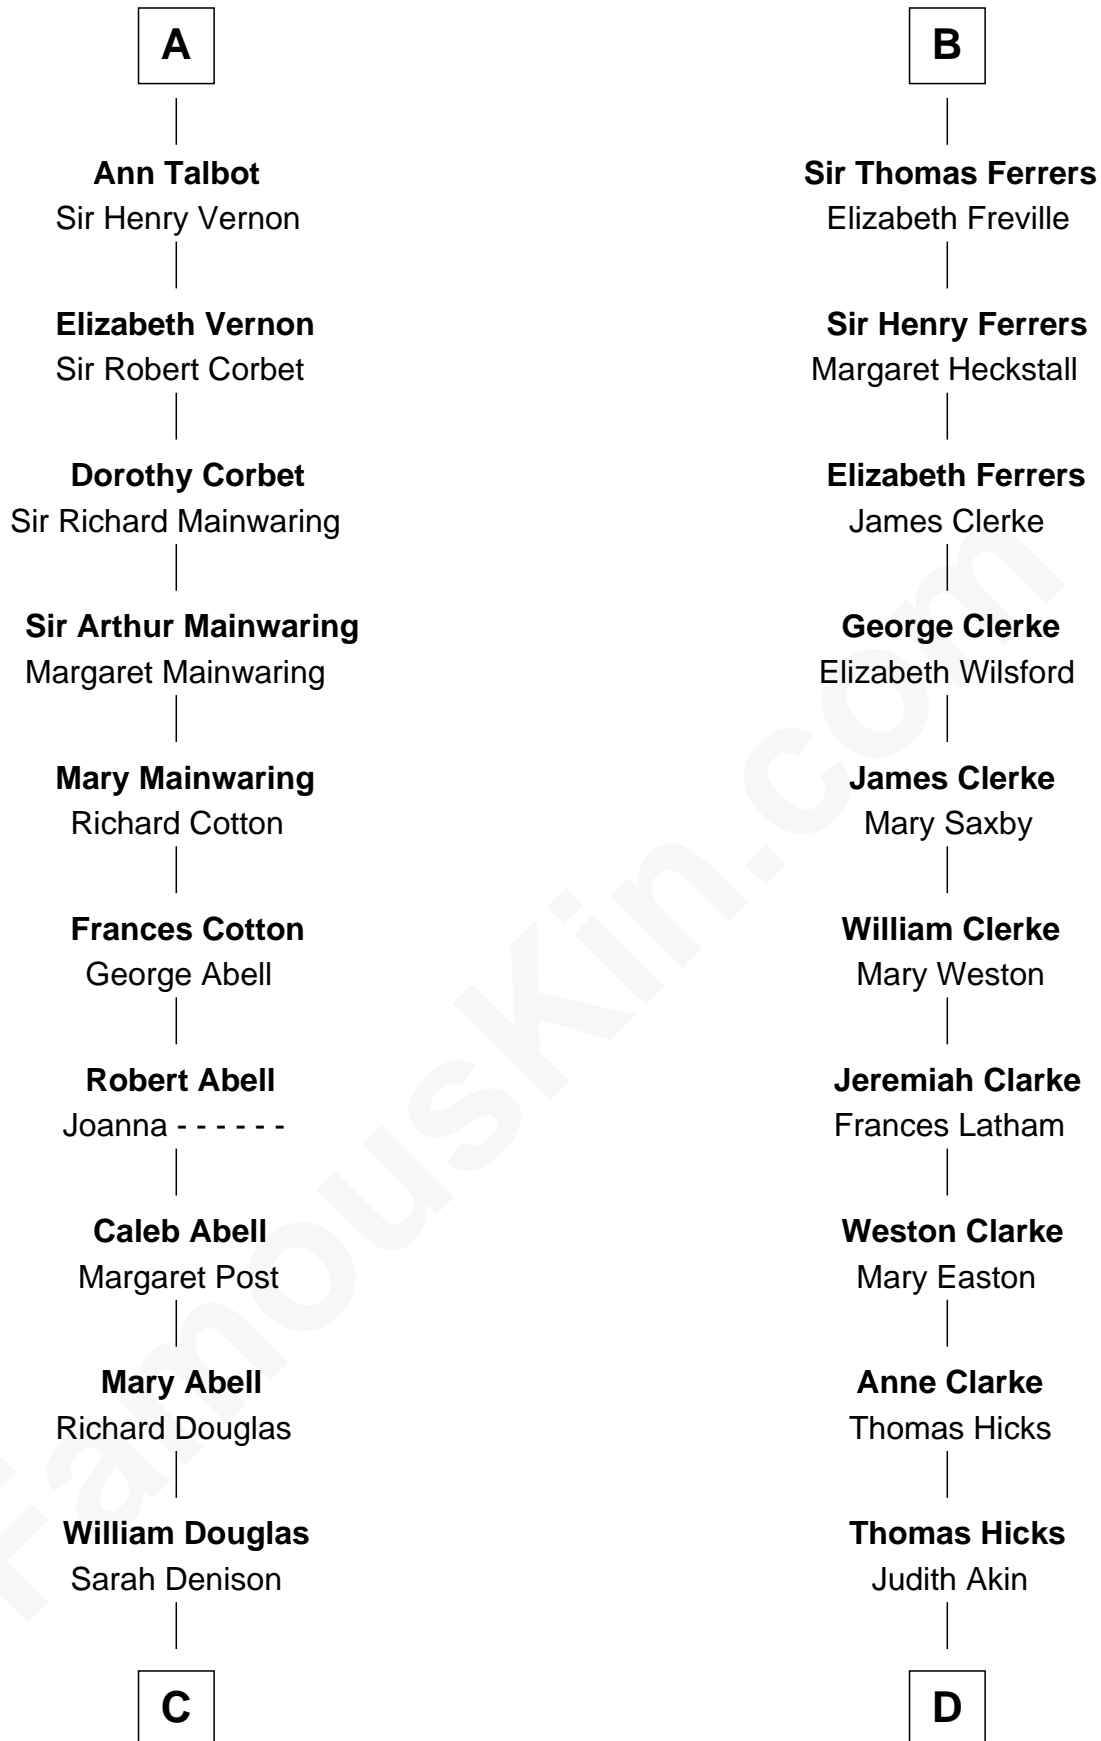 A
Ann Talbot
Sir Henry Vernon
Elizabeth Vernon
Sir Robert Corbet
Dorothy Corbet
Sir Richard Mainwaring
Sir Arthur Mainwaring
Margaret Mainwaring
Mary Mainwaring
Richard Cotton
Frances Cotton
George Abell
Robert Abell
Joanna - - - - - -
Caleb Abell
Margaret Post
Mary Abell
Richard Douglas
William Douglas
Sarah Denison
C
B
Sir Thomas Ferrers
Elizabeth Freville
Sir Henry Ferrers
Margaret Heckstall
Elizabeth Ferrers
James Clerke
George Clerke
Elizabeth Wilsford
James Clerke
Mary Saxby
William Clerke
Mary Weston
Jeremiah Clarke
Frances Latham
Weston Clarke
Mary Easton
Anne Clarke
Thomas Hicks
Thomas Hicks
Judith Akin
D
FamousKin.com